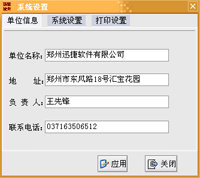 系统设置
单位信息 系统设置 打印设置
单位名称: 郑州迅捷软件有限公司
地 址: 郑州市东风路18号汇宝花园
负 责 人: 王先锋
联系电话: 037163506512
应用 关闭